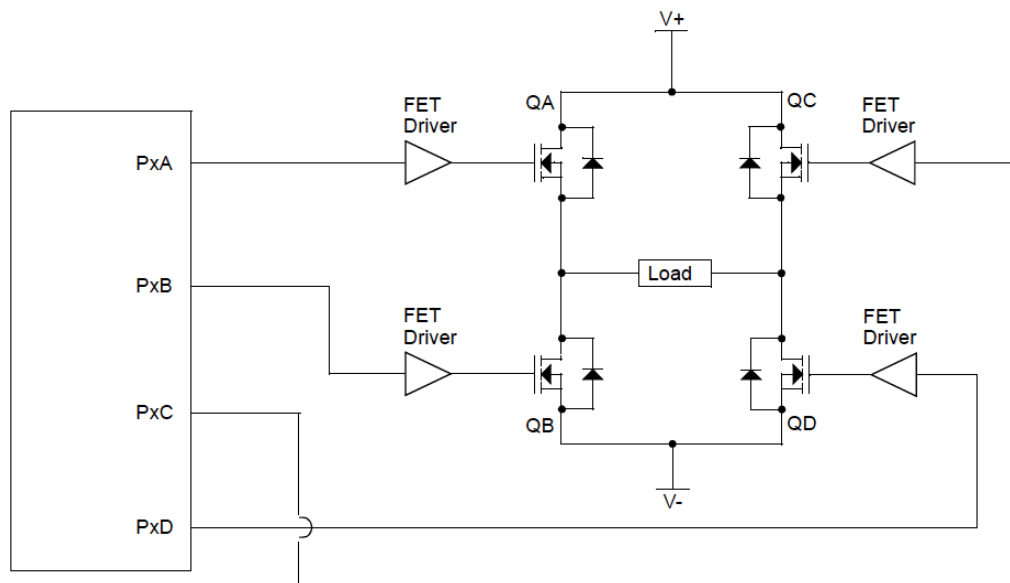 V+
FET
Driver
QA
QC
FET
Driver
PxA
Load
PxB
FET
Driver
FET
Driver
PxC
QB
QD
V-
PxD